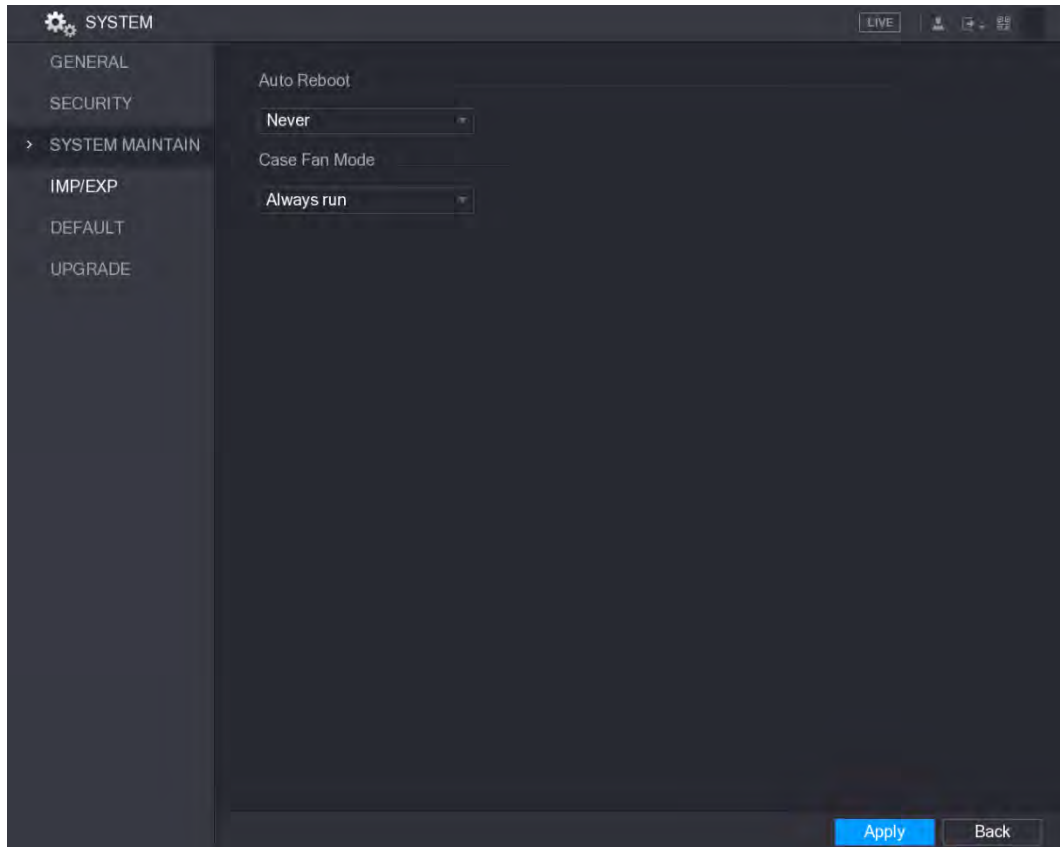 SYSTEM
LIVE
GENERAL
SECURITY
> SYSTEM MAINTAIN
IMP/EXP
DEFAULT
UPGRADE
Auto Reboot
Never
Case Fan Mode
Always run
Apply
Back